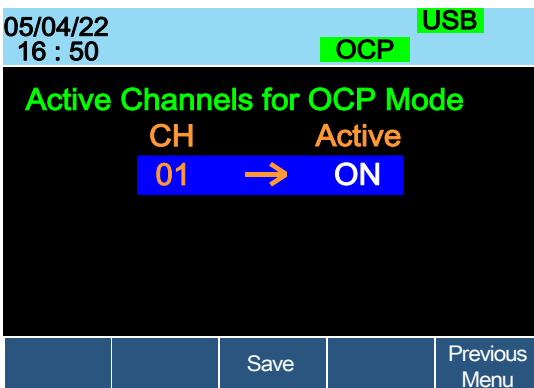 05/04/22
USB
16 : 50
OCP
Active Channels for OCP Mode
CH Active
01 → ON
Save
Previous
Menu